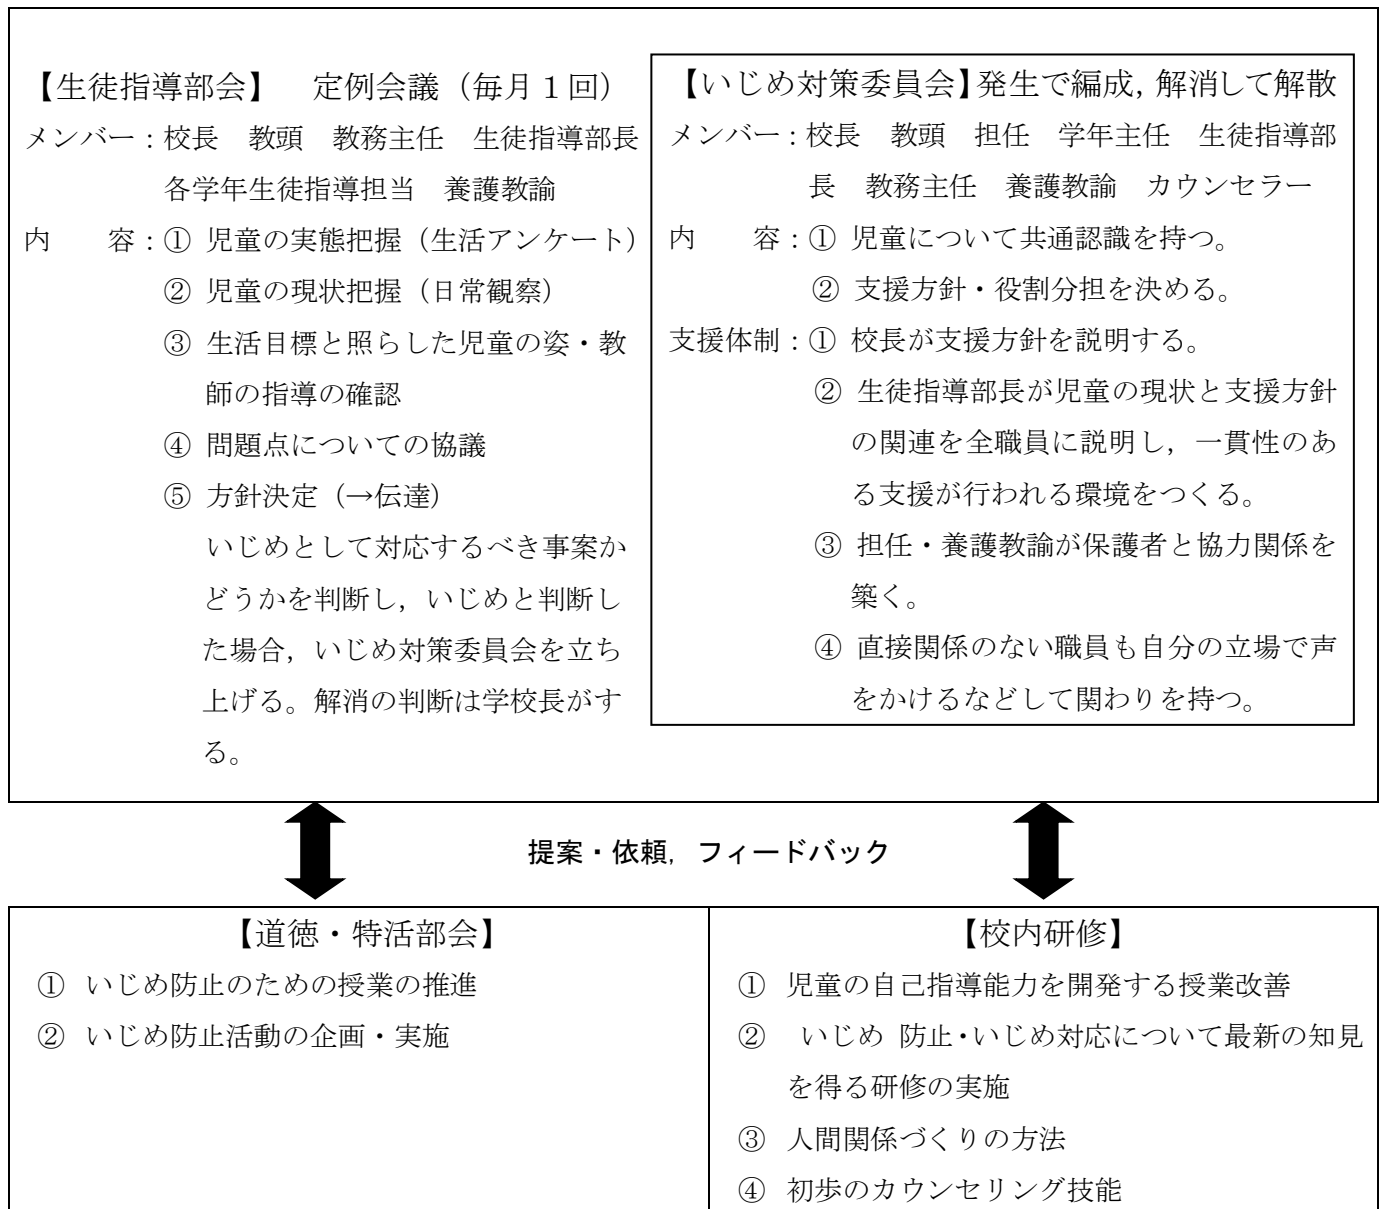 【生徒指導部会】　定例会議（毎月１回）
メンバー：校長　教頭　教務主任　生徒指導部長
各学年生徒指導担当　養護教諭
内　　容：① 児童の実態把握（生活アンケート）
② 児童の現状把握（日常観察）
③ 生活目標と照らした児童の姿・教
師の指導の確認
④ 問題点についての協議
⑤ 方針決定（→伝達）
いじめとして対応するべき事案か
どうかを判断し，いじめと判断し
た場合，いじめ対策委員会を立ち
上げる。解消の判断は学校長がす
る。
【いじめ対策委員会】発生で編成，解消して解散
メンバー：校長　教頭　担任　学年主任　生徒指導部
長　教務主任　養護教諭　カウンセラー
内　　容：① 児童について共通認識を持つ。
② 支援方針・役割分担を決める。
支援体制：① 校長が支援方針を説明する。
② 生徒指導部長が児童の現状と支援方針
の関連を全職員に説明し，一貫性のあ
る支援が行われる環境をつくる。
③ 担任・養護教諭が保護者と協力関係を
築く。
④ 直接関係のない職員も自分の立場で声
をかけるなどして関わりを持つ。
提案・依頼，フィードバック
【道徳・特活部会】
① いじめ防止のための授業の推進
② いじめ防止活動の企画・実施
【校内研修】
① 児童の自己指導能力を開発する授業改善
② いじめ 防止・いじめ対応について最新の知見
を得る研修の実施
③ 人間関係づくりの方法
④ 初歩のカウンセリング技能